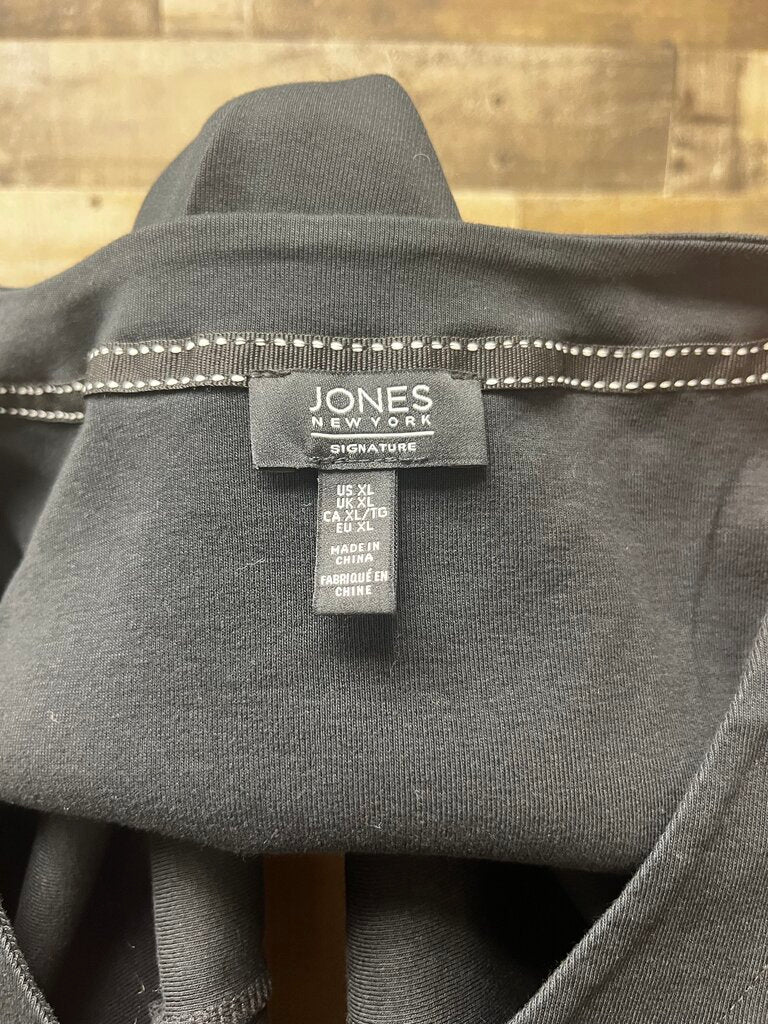 JONES
NEW YORK
SIGNATURE
US XL
UK XL
CA XL/TG
EU XL
MADE IN
CHINA
FABRIQUÉ EN
CHINE